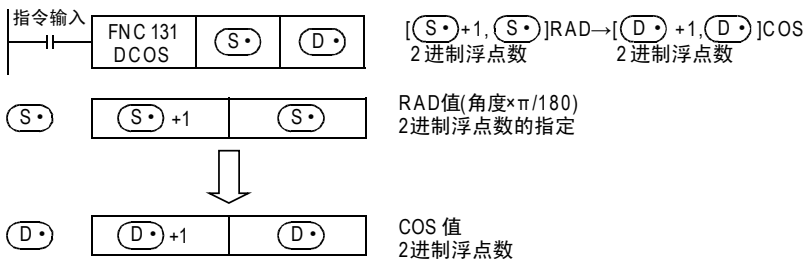 指令输入
FNC 131
DCOS
S•
D•
[S•+1, S•]RAD→[D•+1, D•]COS
2进制浮点数 2进制浮点数
S• S• +1 S• RAD值(角度×π/180)
2进制浮点数的指定
D• D• +1 D• COS 值
2进制浮点数